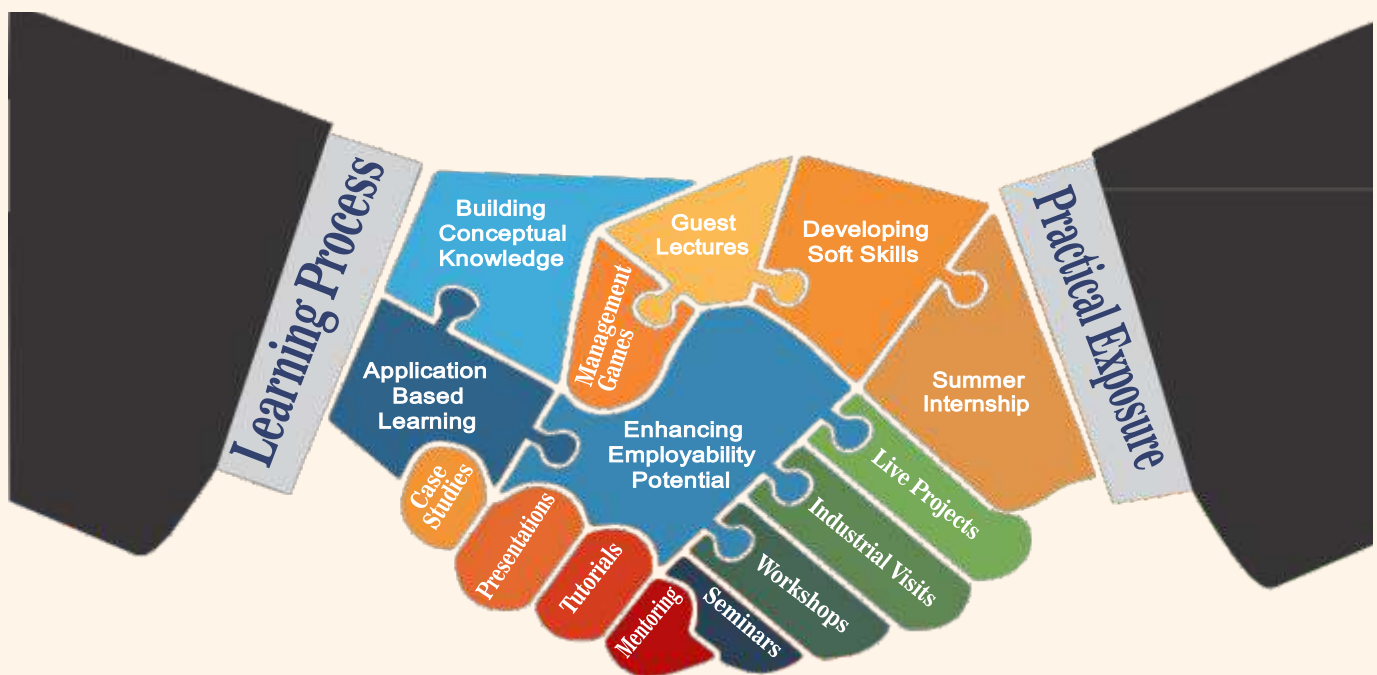 Learning Process
Building
Conceptual
Knowledge
Guest
Lectures
Developing
Soft Skills
Practical Exposure
Management
Games
Application
Based
Learning
Summer
Internship
Enhancing
Employability
Potential
Case
Studies
Presentations
Tutorials
Mentoring
Seminars
Workshops
Industrial Visits
Live Projects